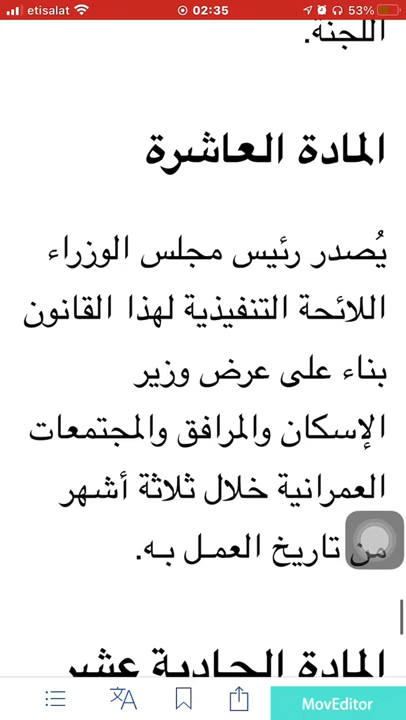 etisalat 02:35 53%
اللجنة.
المادة العاشرة
يُصدر رئيس مجلس الوزراء
اللائحة التنفيذية لهذا القانون
بناء على عرض وزير
الإسكان والمرافق والمجتمعات
العمرانية خلال ثلاثة أشهر
من تاريخ العمل به.
المادة الحادية عشر
MovEditor